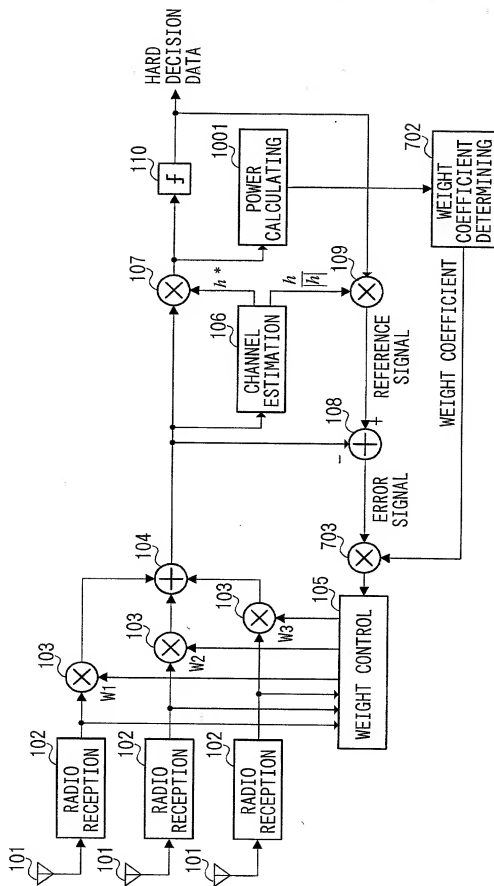 101
102
RADIO
RECEPTION
101
102
RADIO
RECEPTION
101
102
RADIO
RECEPTION
103
W1
103
W2
103
W3
104
105
WEIGHT CONTROL
703
ERROR
SIGNAL
108
-
+
REFERENCE
SIGNAL
109
106
CHANNEL
ESTIMATION
h *
h
|h|
107
110
HARD
DECISION
DATA
1001
POWER
CALCULATING
702
WEIGHT
COEFFICIENT
DETERMINING
WEIGHT COEFFICIENT